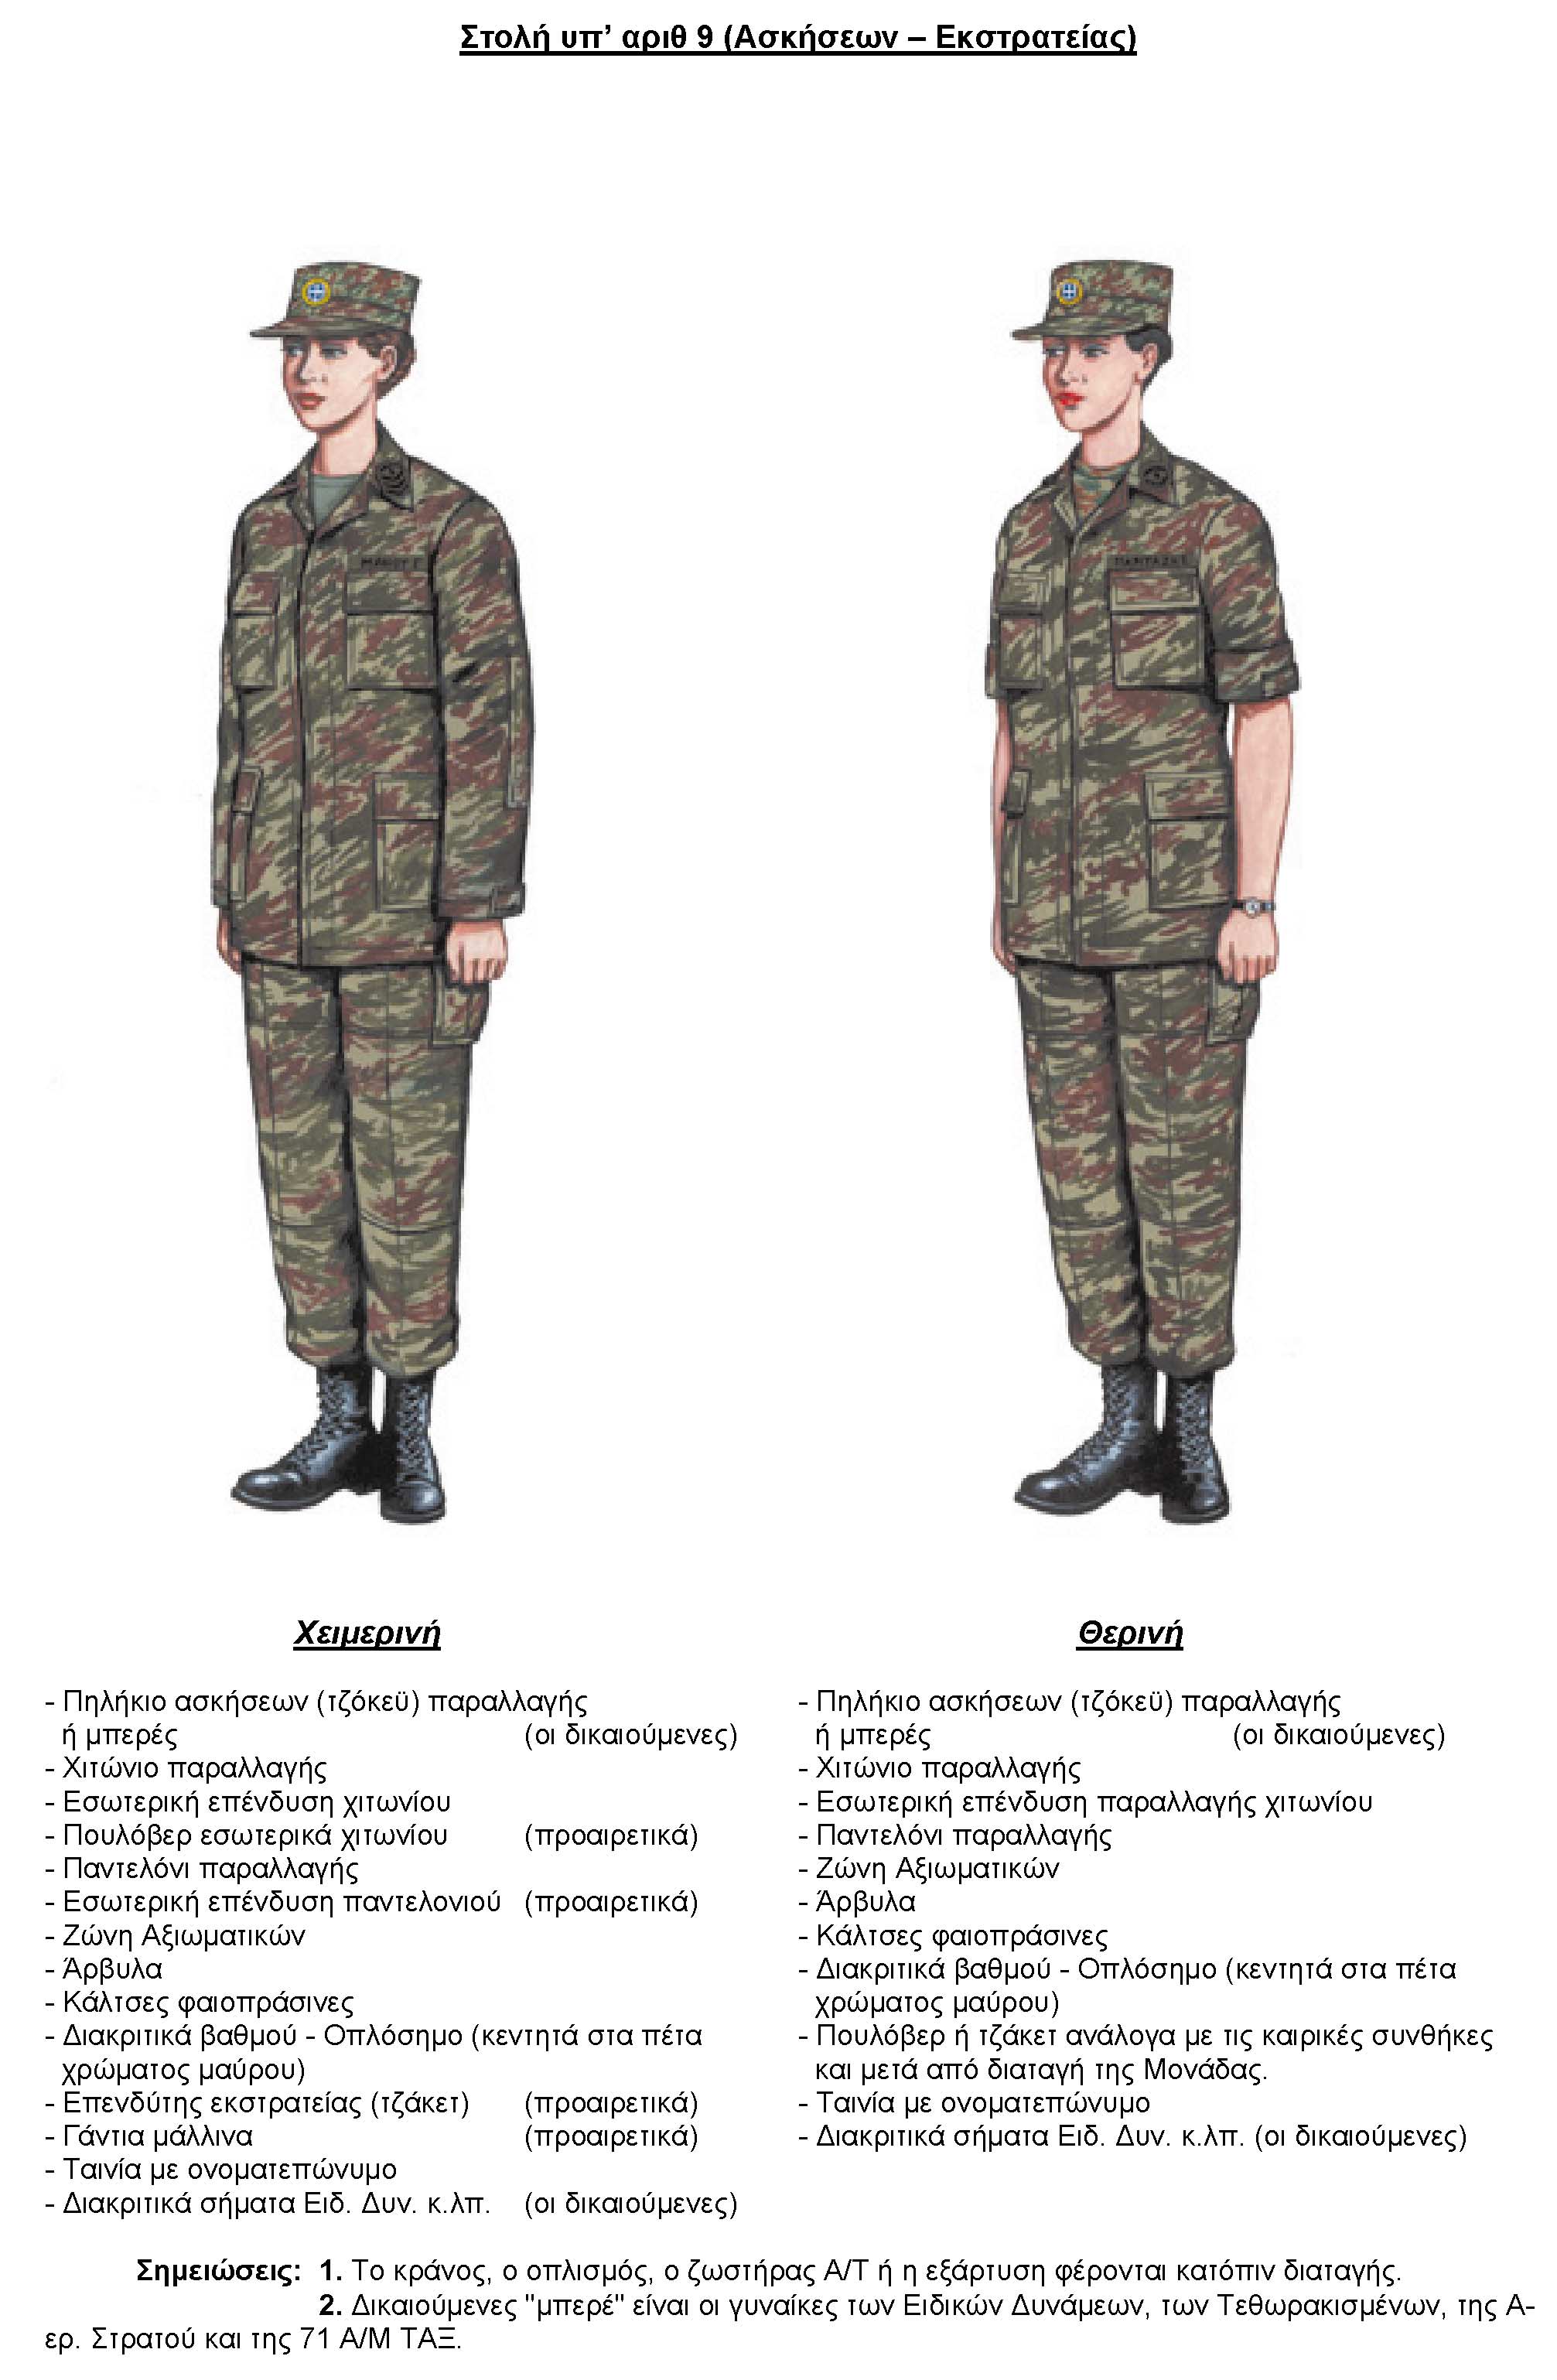 Στολή υπ’ αριθ 9 (Ασκήσεων – Εκστρατείας)
Χειμερινή
- Πηλήκιο ασκήσεων (τζόκεϋ) παραλλαγής
ή μπερές (οι δικαιούμενες)
- Χιτώνιο παραλλαγής
- Εσωτερική επένδυση χιτωνίου
- Πουλόβερ εσωτερικά χιτωνίου (προαιρετικά)
- Παντελόνι παραλλαγής
- Εσωτερική επένδυση παντελονιού (προαιρετικά)
- Ζώνη Αξιωματικών
- Άρβυλα
- Κάλτσες φαιοπράσινες
- Διακριτικά βαθμού - Οπλόσημο (κεντητά στα πέτα
χρώματος μαύρου)
- Επενδύτης εκστρατείας (τζάκετ) (προαιρετικά)
- Γάντια μάλλινα (προαιρετικά)
- Ταινία με ονοματεπώνυμο
- Διακριτικά σήματα Ειδ. Δυν. κ.λπ. (οι δικαιούμενες)
Θερινή
- Πηλήκιο ασκήσεων (τζόκεϋ) παραλλαγής
ή μπερές (οι δικαιούμενες)
- Χιτώνιο παραλλαγής
- Εσωτερική επένδυση παραλλαγής χιτωνίου
- Παντελόνι παραλλαγής
- Ζώνη Αξιωματικών
- Άρβυλα
- Κάλτσες φαιοπράσινες
- Διακριτικά βαθμού - Οπλόσημο (κεντητά στα πέτα
χρώματος μαύρου)
- Πουλόβερ ή τζάκετ ανάλογα με τις καιρικές συνθήκες
και μετά από διαταγή της Μονάδας.
- Ταινία με ονοματεπώνυμο
- Διακριτικά σήματα Ειδ. Δυν. κ.λπ. (οι δικαιούμενες)
Σημειώσεις: 1. Το κράνος, ο οπλισμός, ο ζωστήρας Α/Τ ή η εξάρτυση φέρονται κατόπιν διαταγής.
2. Δικαιούμενες "μπερέ" είναι οι γυναίκες των Ειδικών Δυνάμεων, των Τεθωρακισμένων, της Α-
ερ. Στρατού και της 71 Α/Μ ΤΑΞ.